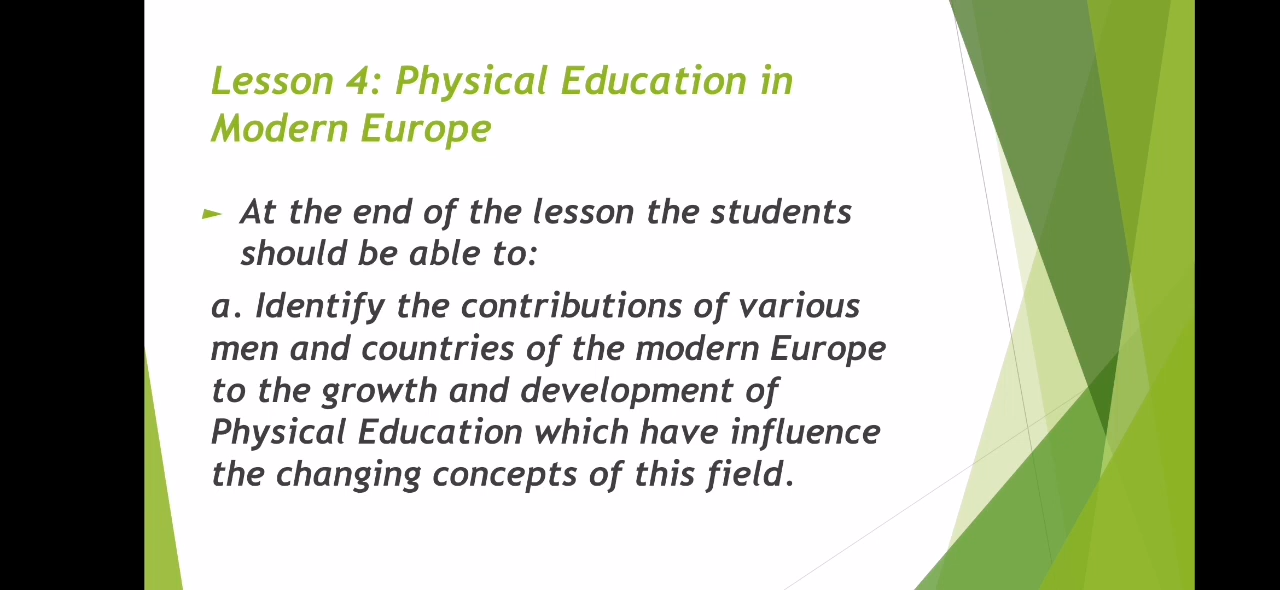 Lesson 4: Physical Education in
Modern Europe
► At the end of the lesson the students
should be able to:
a. Identify the contributions of various
men and countries of the modern Europe
to the growth and development of
Physical Education which have influence
the changing concepts of this field.